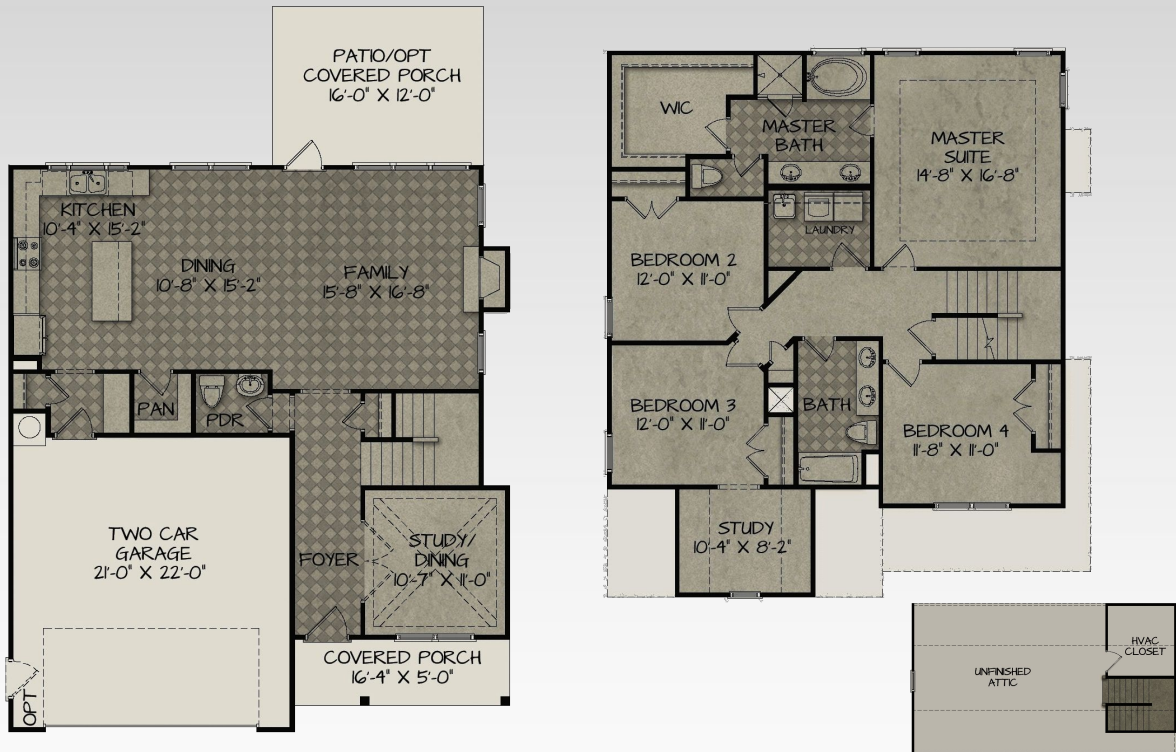 PATIO/OPT
COVERED PORCH
16'-0" X 12'-0"
KITCHEN
10'-4" X 15'-2"
DINING
10'-8" X 15'-2"
FAMILY
15'-8" X 16'-8"
PAN
PDR
TWO CAR
GARAGE
21'-0" X 22'-0"
FOYER
STUDY/
DINING
10'-7" X 11'-0"
COVERED PORCH
16'-4" X 5'-0"
OPT
WIC
MASTER
BATH
MASTER
SUITE
14'-8" X 16'-8"
LAUNDRY
BEDROOM 2
12'-0" X 11'-0"
BEDROOM 3
12'-0" X 11'-0"
BATH
BEDROOM 4
11'-8" X 11'-0"
STUDY
10'-4" X 8'-2"
UNFINISHED
ATTIC
HVAC
CLOSET